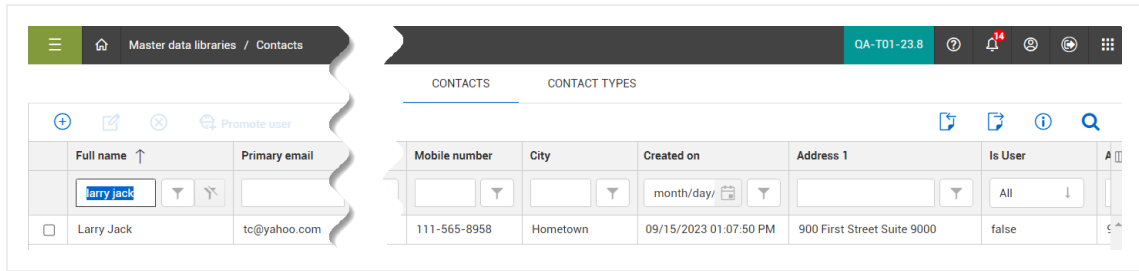 Master data libraries / Contacts QA-T01-23.8 14
CONTACTS CONTACT TYPES
Promote user
Full name ↑ Primary email Mobile number City Created on Address 1 Is User
larry jack month/day/ All
Larry Jack tc@yahoo.com 111-565-8958 Hometown 09/15/2023 01:07:50 PM 900 First Street Suite 9000 false